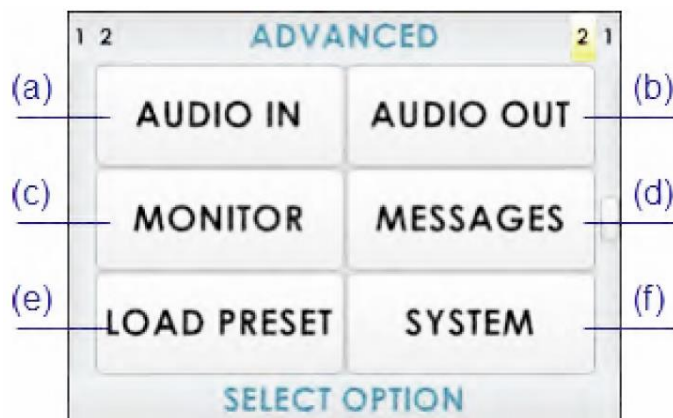 1 2 ADVANCED 2 1
(a) AUDIO IN AUDIO OUT (b)
(c) MONITOR MESSAGES (d)
(e) LOAD PRESET SYSTEM (f)
SELECT OPTION